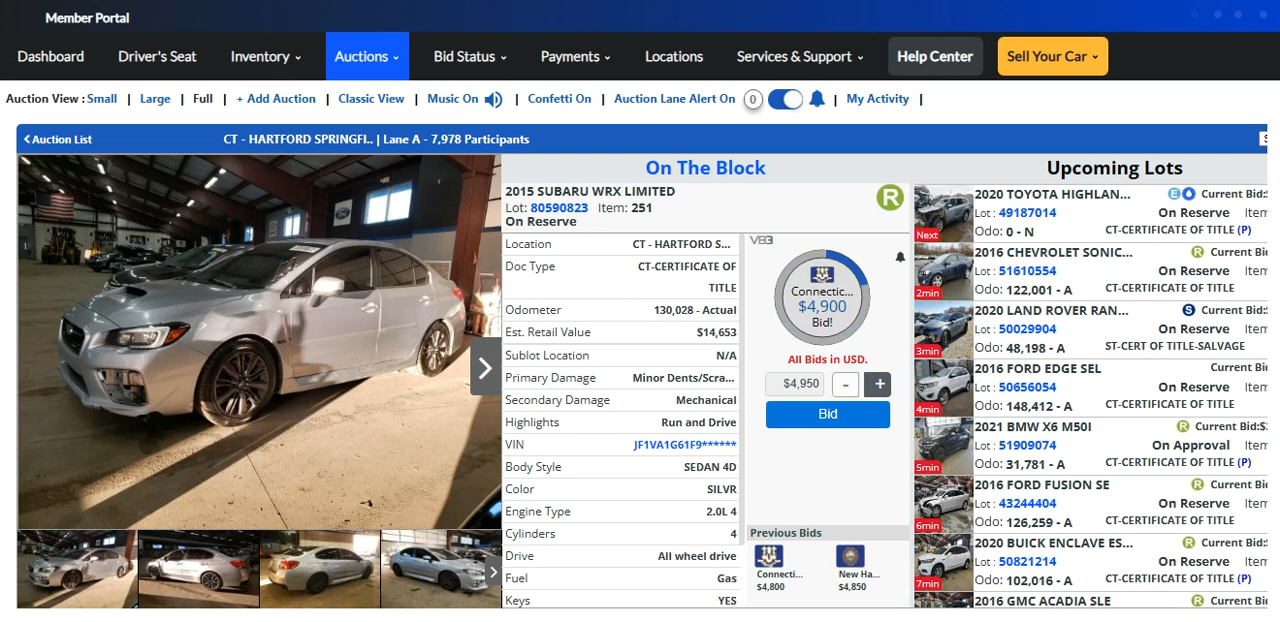 Member Portal
Dashboard Driver's Seat Inventory Auctions Bid Status Payments Locations Services & Support Help Center Sell Your Car
Auction View : Small | Large | Full | + Add Auction | Classic View | Music On | Confetti On | Auction Lane Alert On 0 | My Activity |
Auction List CT - HARTFORD SPRINGFI.. | Lane A - 7,978 Participants
On The Block
2015 SUBARU WRX LIMITED
Lot: 80590823 Item: 251
On Reserve
R
Location CT - HARTFORD S...
Doc Type CT-CERTIFICATE OF
TITLE
Odometer 130,028 - Actual
Est. Retail Value $14,653
Sublot Location N/A
Primary Damage Minor Dents/Scra...
Secondary Damage Mechanical
Highlights Run and Drive
VIN JF1VA1G61F9******
Body Style SEDAN 4D
Color SILVR
Engine Type 2.0L 4
Cylinders 4
Drive All wheel drive
Fuel Gas
Keys YES
VB3
Connectic...
$4,900
Bid!
All Bids in USD.
$4,950 - +
Bid
Previous Bids
Connecti...
$4,800
New Ha...
$4,850
Upcoming Lots
2020 TOYOTA HIGHLAN... E Current Bid:
Lot : 49187014 On Reserve Item
Next Odo: 0 - N CT-CERTIFICATE OF TITLE (P)
2016 CHEVROLET SONIC... R Current Bid
Lot : 51610554 On Reserve Item
2min Odo: 122,001 - A CT-CERTIFICATE OF TITLE
2020 LAND ROVER RAN... S Current Bid:
Lot : 50029904 On Reserve Item
3min Odo: 48,198 - A ST-CERT OF TITLE-SALVAGE
2016 FORD EDGE SEL Current Bid
Lot : 50656054 On Reserve Item
4min Odo: 148,412 - A CT-CERTIFICATE OF TITLE
2021 BMW X6 M50I R Current Bid:
Lot : 51909074 On Approval Item
5min Odo: 31,781 - A CT-CERTIFICATE OF TITLE (P)
2016 FORD FUSION SE R Current Bid
Lot : 43244404 On Reserve Item
6min Odo: 126,259 - A CT-CERTIFICATE OF TITLE
2020 BUICK ENCLAVE ES... R Current Bid:
Lot : 50821214 On Reserve Item
7min Odo: 102,016 - A CT-CERTIFICATE OF TITLE (P)
2016 GMC ACADIA SLE R Current Bid